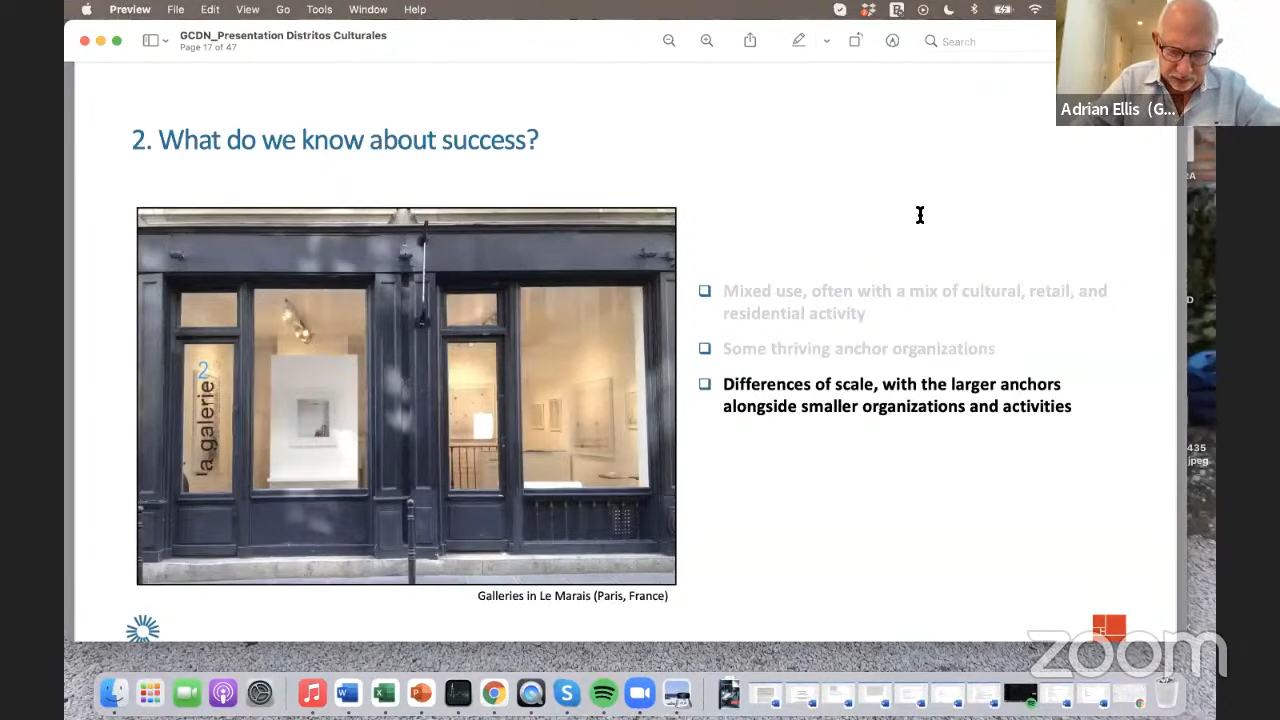 Preview File Edit View Go Tools Window Help
GCDN_Presentation Distritos Culturales
Page 17 of 47
Search
Adrian Ellis (G...
2. What do we know about success?
Mixed use, often with a mix of cultural, retail, and
residential activity
Some thriving anchor organizations
Differences of scale, with the larger anchors
alongside smaller organizations and activities
la galerie
2
Galleries in Le Marais (Paris, France)
RA
D
435
jpeg
zoom